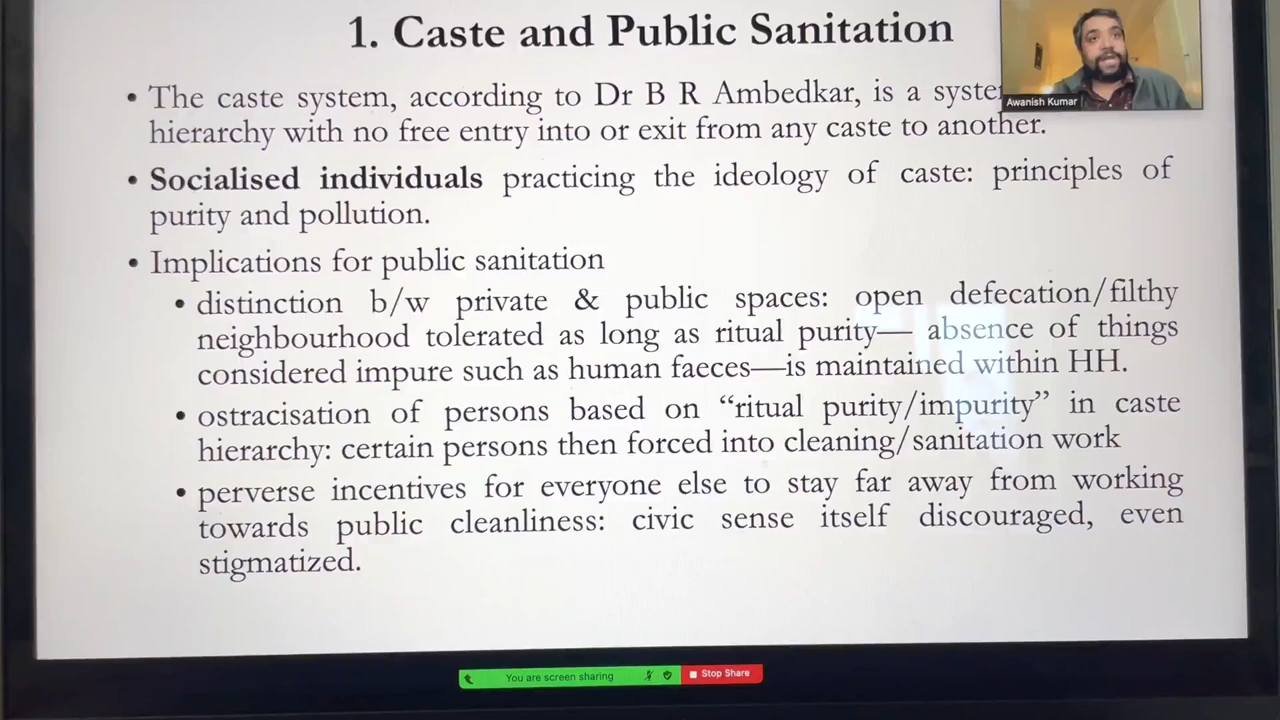 1. Caste and Public Sanitation
Awanish Kumar
• The caste system, according to Dr B R Ambedkar, is a
hierarchy with no free entry into or exit from any caste to another.
• Socialised individuals practicing the ideology of caste: principles of
purity and pollution.
• Implications for public sanitation
• distinction b/w private & public spaces: open defecation/filthy
neighbourhood tolerated as long as ritual purity— absence of things
considered impure such as human faeces—is maintained within HH.
• ostracisation of persons based on “ritual purity/impurity” in caste
hierarchy: certain persons then forced into cleaning/sanitation work
• perverse incentives for everyone else to stay far away from working
towards public cleanliness: civic sense itself discouraged, even
stigmatized.
You are screen sharing
Stop Share